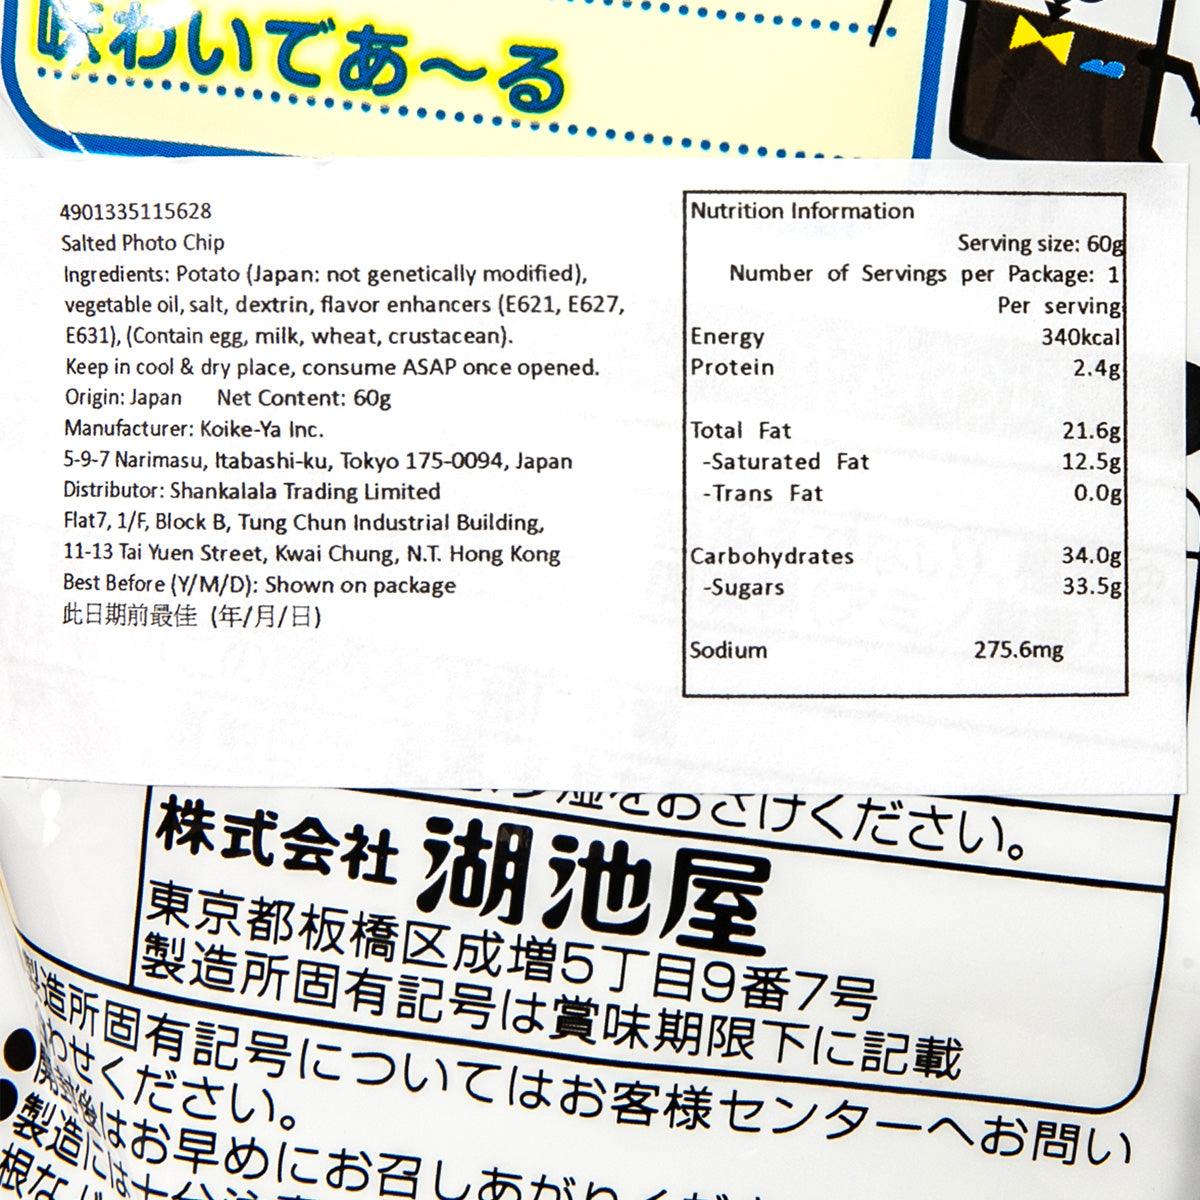 味わいであ〜る
4901335115628
Salted Photo Chip
Ingredients: Potato (Japan: not genetically modified),
vegetable oil, salt, dextrin, flavor enhancers (E621, E627,
E631), (Contain egg, milk, wheat, crustacean).
Keep in cool & dry place, consume ASAP once opened.
Origin: Japan Net Content: 60g
Manufacturer: Koike-Ya Inc.
5-9-7 Narimasu, Itabashi-ku, Tokyo 175-0094, Japan
Distributor: Shankalala Trading Limited
Flat7, 1/F, Block B, Tung Chun Industrial Building,
11-13 Tai Yuen Street, Kwai Chung, N.T. Hong Kong
Best Before (Y/M/D): Shown on package
此日期前最佳 (年/月/日)
Nutrition Information
Serving size: 60g
Number of Servings per Package: 1
Per serving
Energy 340kcal
Protein 2.4g
Total Fat 21.6g
-Saturated Fat 12.5g
-Trans Fat 0.0g
Carbohydrates 34.0g
-Sugars 33.5g
Sodium 275.6mg
をおさけください。
株式会社 湖池屋
東京都板橋区成増5丁目9番7号
製造所固有記号は賞味期限下に記載
製造所固有記号についてはお客様センターへお問い
わせください。
●開封後はお早めにお召しあがりくだ
●製造には十分注
根な